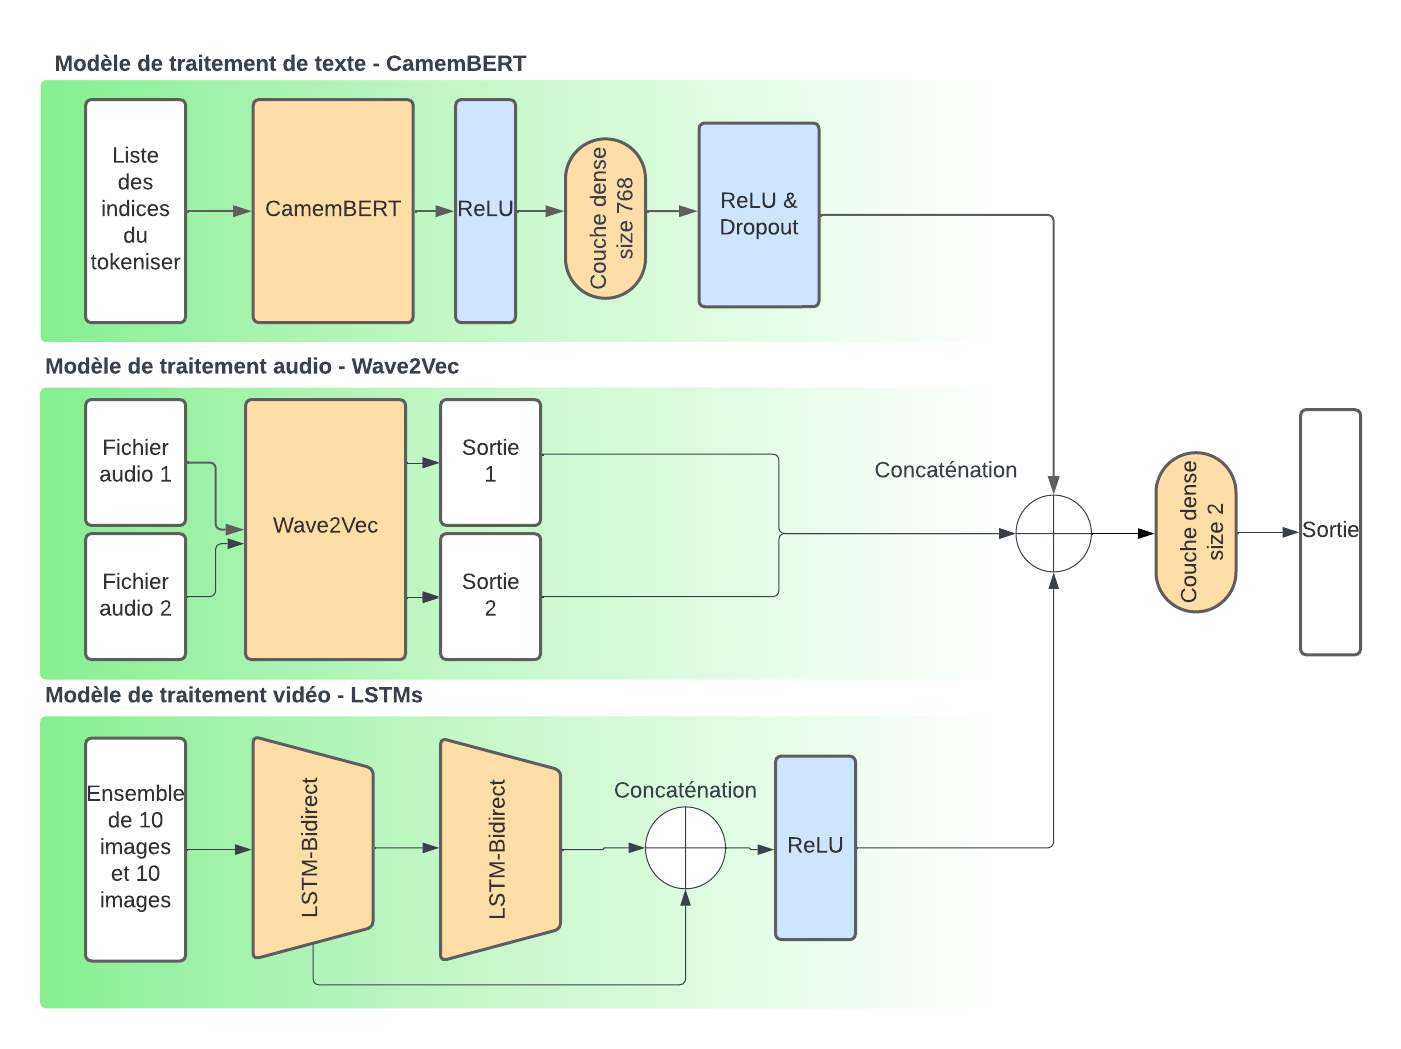 Modèle de traitement de texte - CamemBERT
Liste
des
indices
du
tokeniser
CamemBERT
ReLU
Couche dense
size 768
ReLU &
Dropout
Modèle de traitement audio - Wave2Vec
Fichier
audio 1
Fichier
audio 2
Wave2Vec
Sortie
1
Sortie
2
Concaténation
Couche dense
size 2
Sortie
Modèle de traitement vidéo - LSTMs
Ensemble
de 10
images
et 10
images
LSTM-Bidirect
LSTM-Bidirect
Concaténation
ReLU